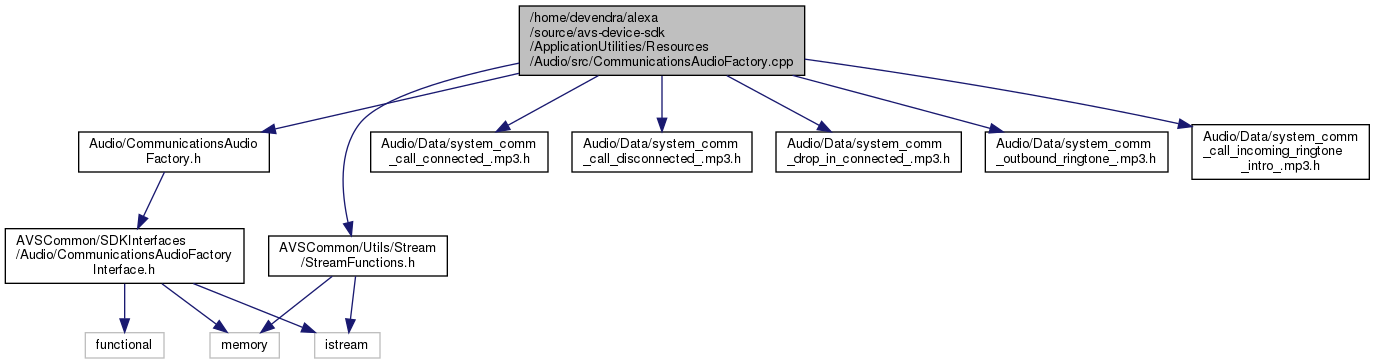 /home/devendra/alexa
/source/avs-device-sdk
/ApplicationUtilities/Resources
/Audio/src/CommunicationsAudioFactory.cpp
Audio/CommunicationsAudio
Factory.h
Audio/Data/system_comm
_call_connected_.mp3.h
Audio/Data/system_comm
_call_disconnected_.mp3.h
Audio/Data/system_comm
_drop_in_connected_.mp3.h
Audio/Data/system_comm
_outbound_ringtone_.mp3.h
Audio/Data/system_comm
_call_incoming_ringtone
_intro_.mp3.h
AVSCommon/SDKInterfaces
/Audio/CommunicationsAudioFactory
Interface.h
AVSCommon/Utils/Stream
/StreamFunctions.h
functional
memory
istream